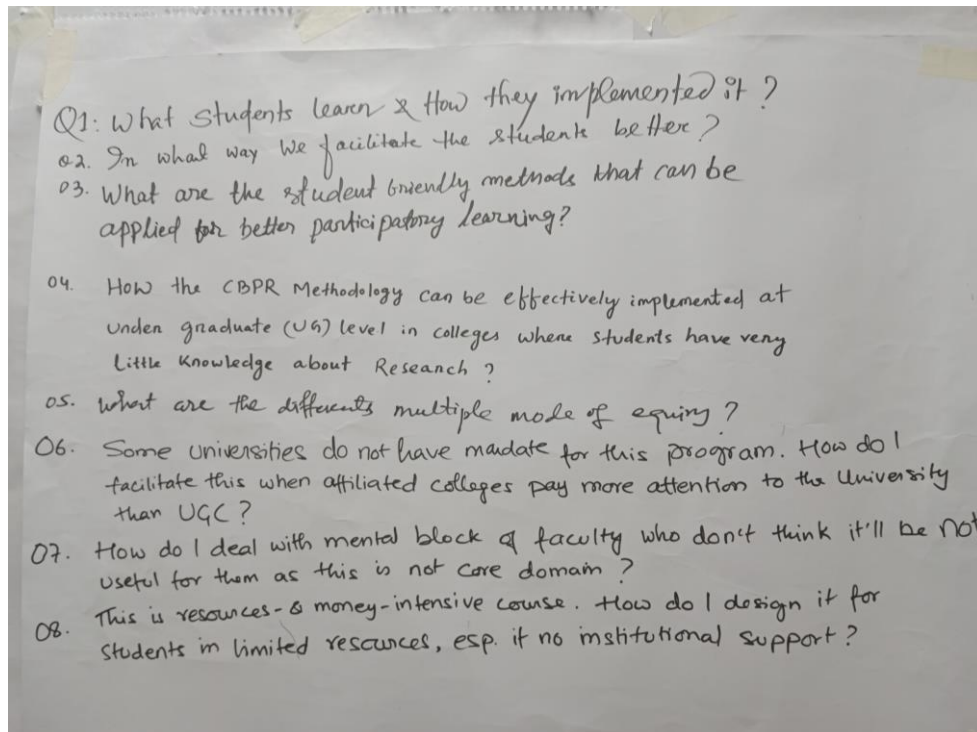 Q1: What students learn & How they implemented it ?
02. In what way we facilitate the students better ?
03. What are the student briendly methods that can be
applied for better participatory learning?
04. How the CBPR Methodology can be effectively implemented at
Under graduate (UG) level in colleges where students have very
little knowledge about Research ?
05. What are the differents multiple mode of equiry ?
06. Some universities do not have mandate for this program. How do I
facilitate this when affiliated colleges pay more attention to the University
than UGC ?
07. How do I deal with mental block of faculty who don't think it'll be not
useful for them as this is not core domain ?
08. This is resources- & money-intensive course. How do I design it for
students in limited resources, esp. if no institutional support ?